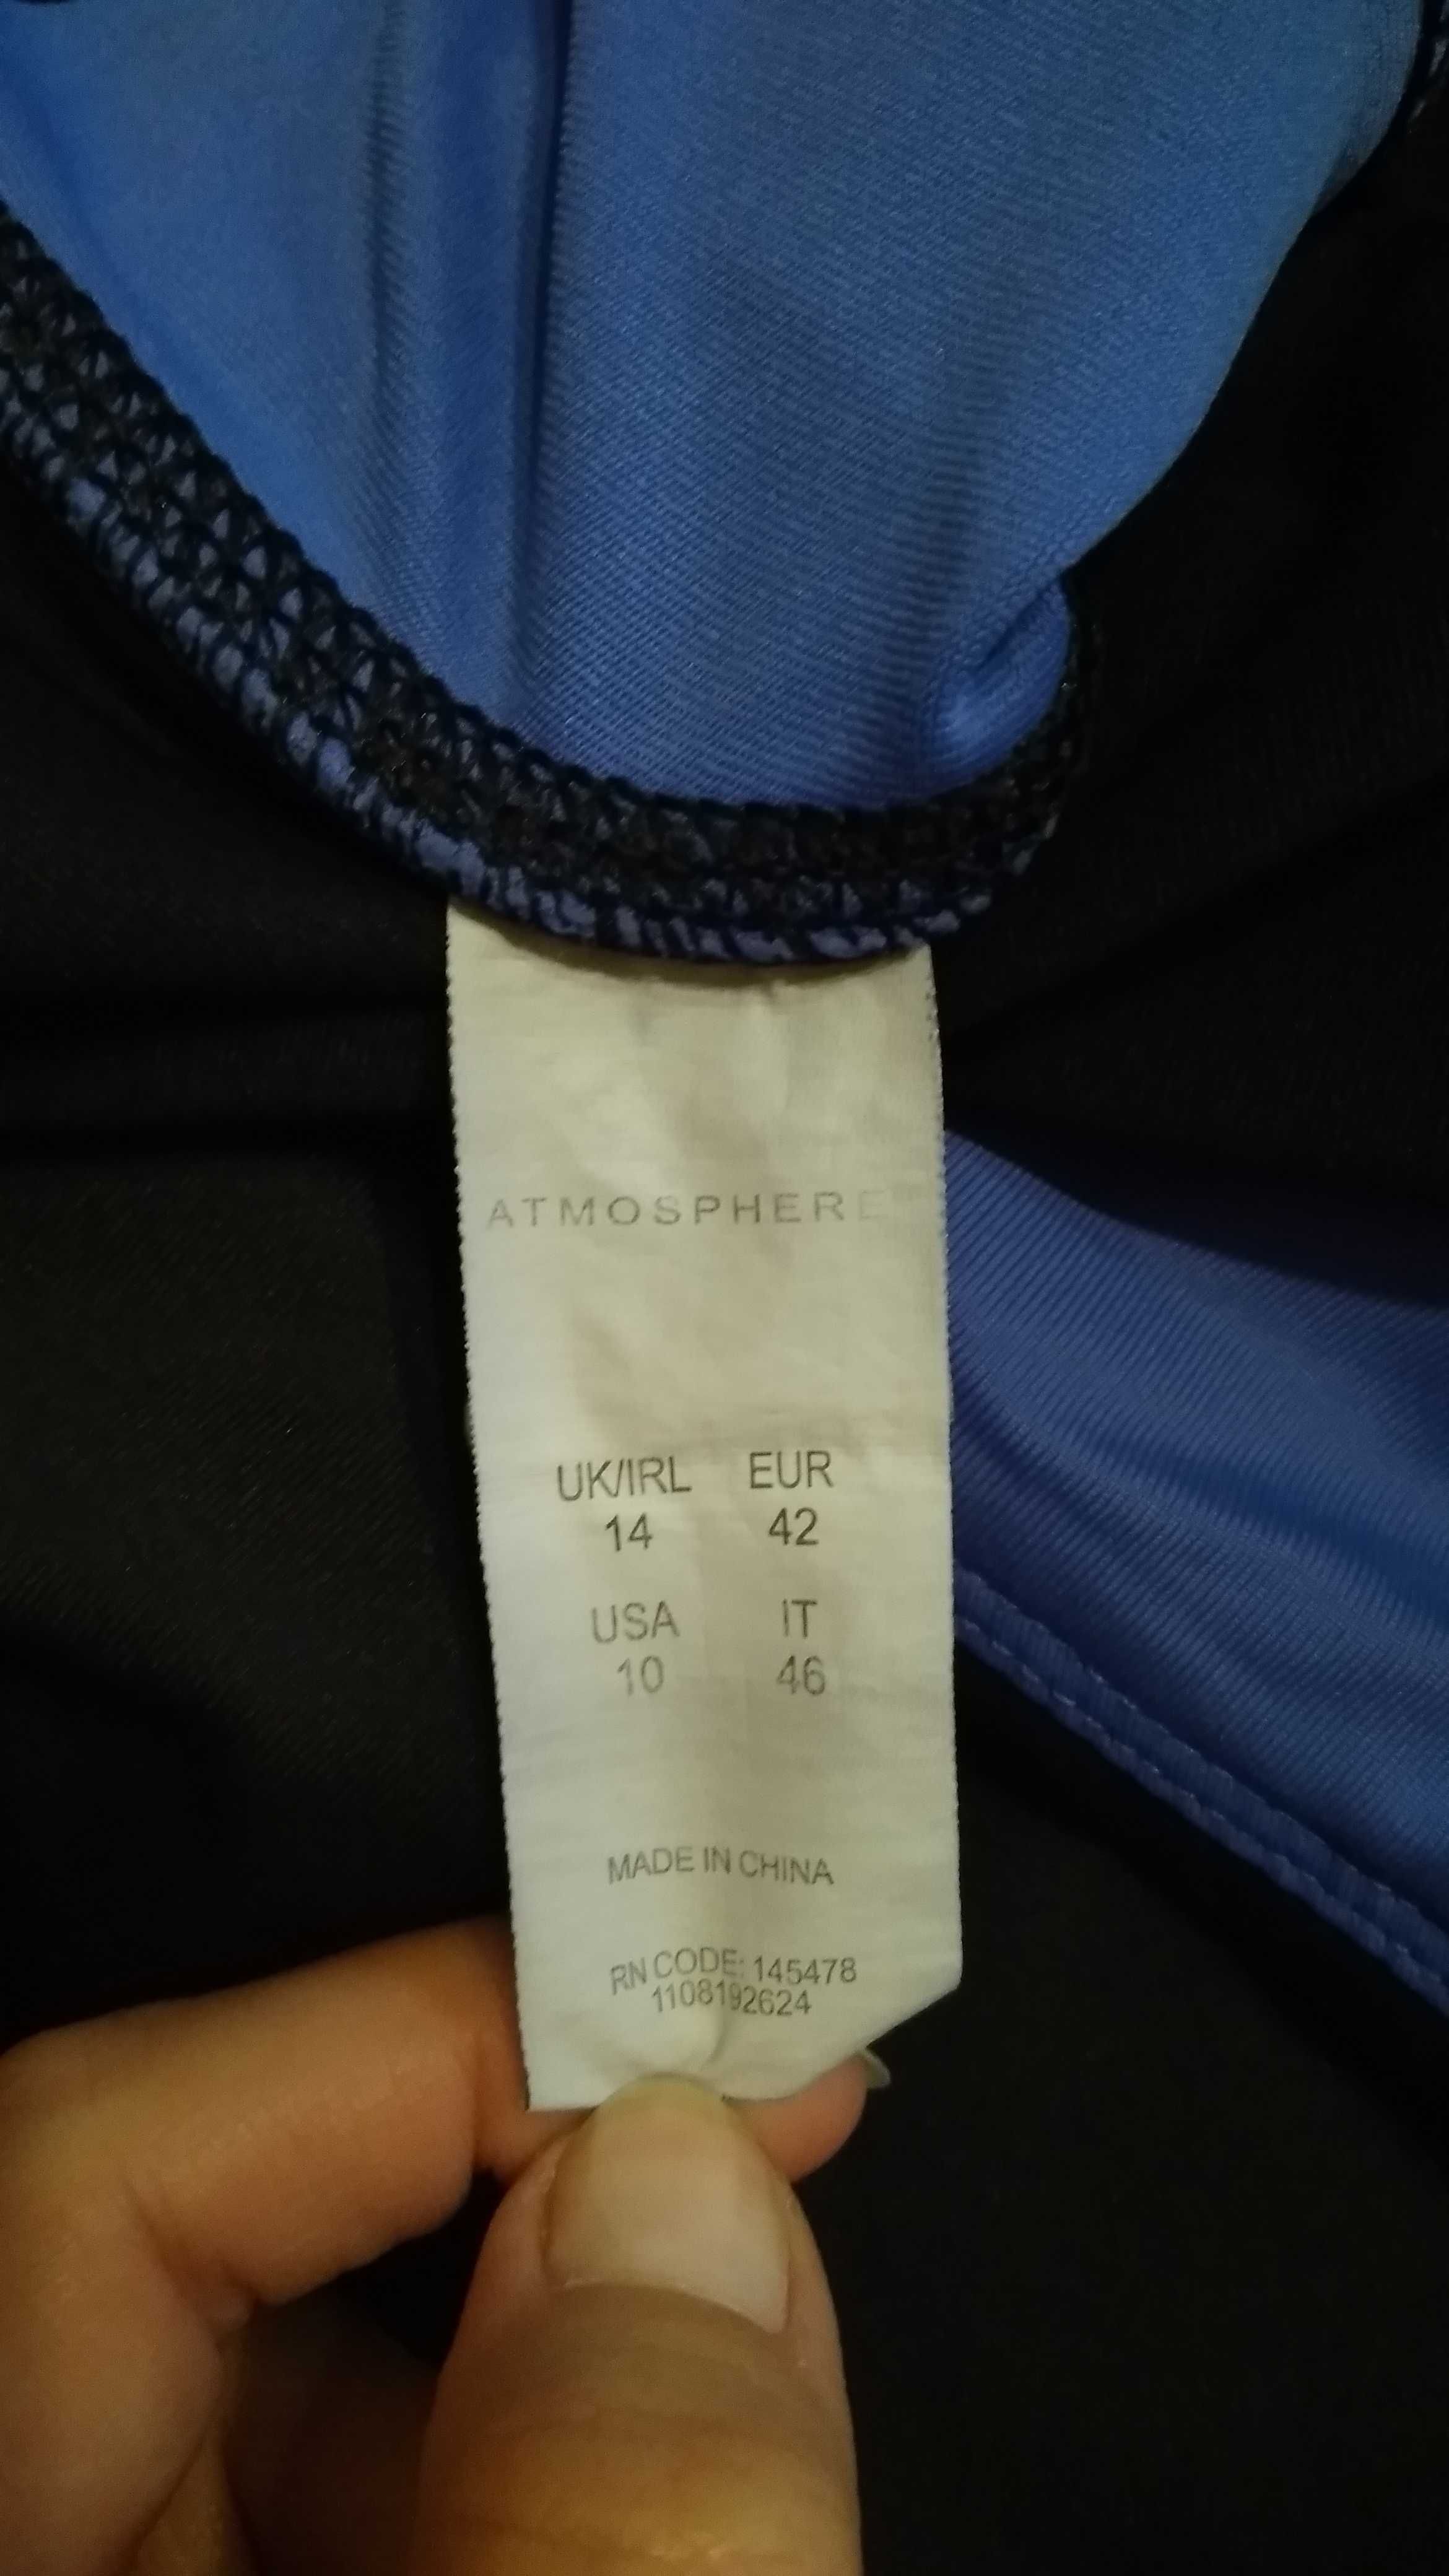 ATMOSPHERE
UK/IRL EUR
14 42
USA IT
10 46
MADE IN CHINA
RN CODE: 145478
1108192624